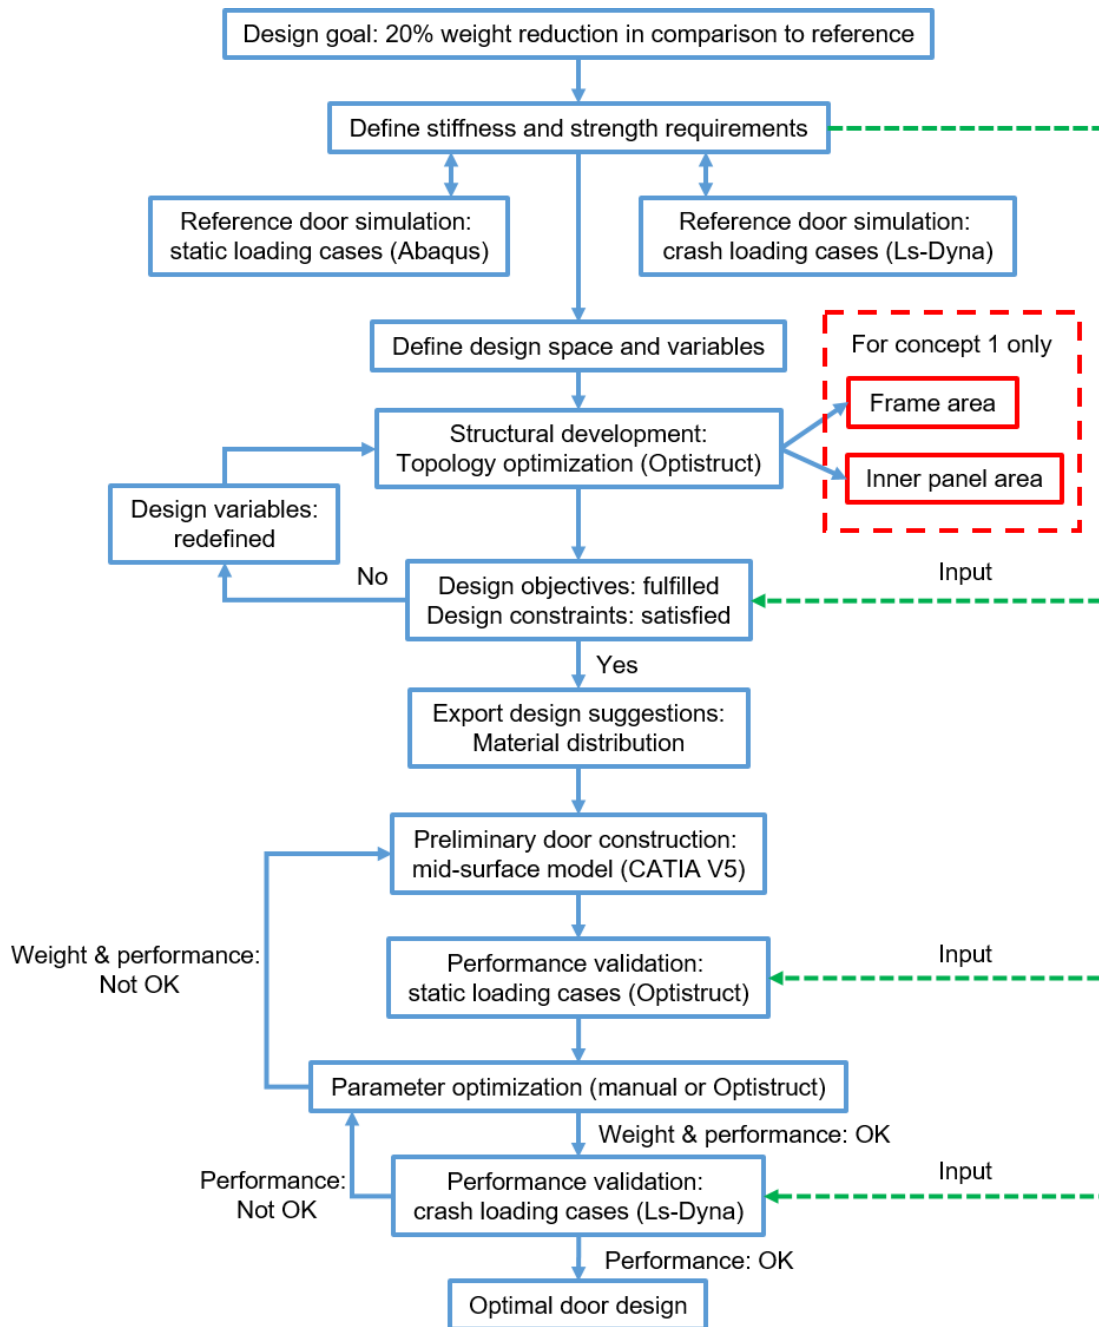 Design goal: 20% weight reduction in comparison to reference
Define stiffness and strength requirements
Reference door simulation:
static loading cases (Abaqus)
Reference door simulation:
crash loading cases (Ls-Dyna)
Define design space and variables
For concept 1 only
Frame area
Inner panel area
Structural development:
Topology optimization (Optistruct)
Design variables:
redefined
No
Design objectives: fulfilled
Design constraints: satisfied
Input
Yes
Export design suggestions:
Material distribution
Preliminary door construction:
mid-surface model (CATIA V5)
Weight & performance:
Not OK
Performance validation:
static loading cases (Optistruct)
Input
Parameter optimization (manual or Optistruct)
Weight & performance: OK
Performance:
Not OK
Performance validation:
crash loading cases (Ls-Dyna)
Input
Performance: OK
Optimal door design